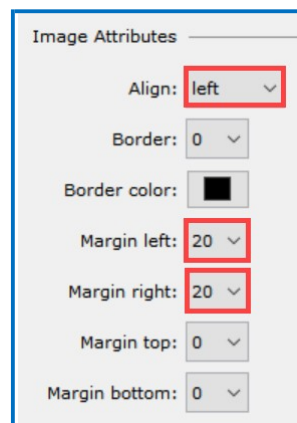 Image Attributes
Align: left
Border: 0
Border color:
Margin left: 20
Margin right: 20
Margin top: 0
Margin bottom: 0